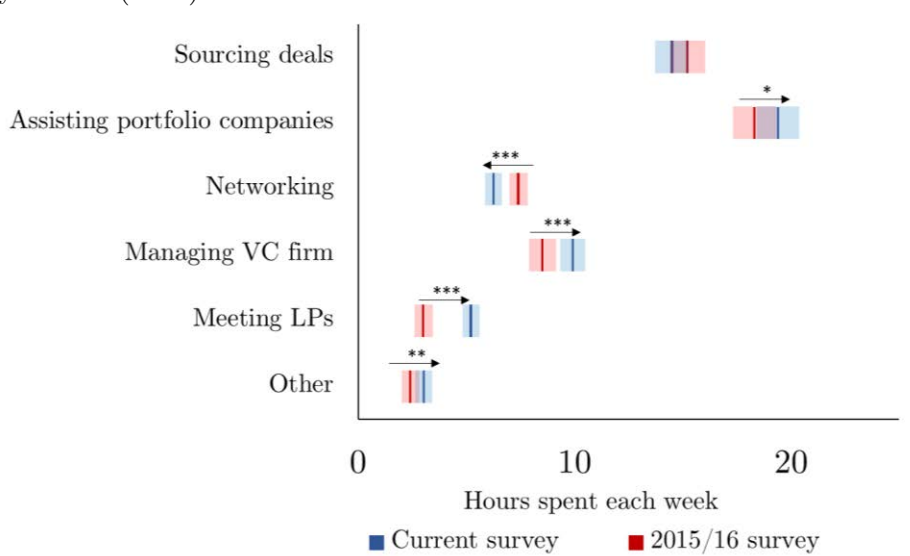 Sourcing deals
*
Assisting portfolio companies
***
Networking
***
Managing VC firm
***
Meeting LPs
**
Other
0 10 20
Hours spent each week
Current survey 2015/16 survey